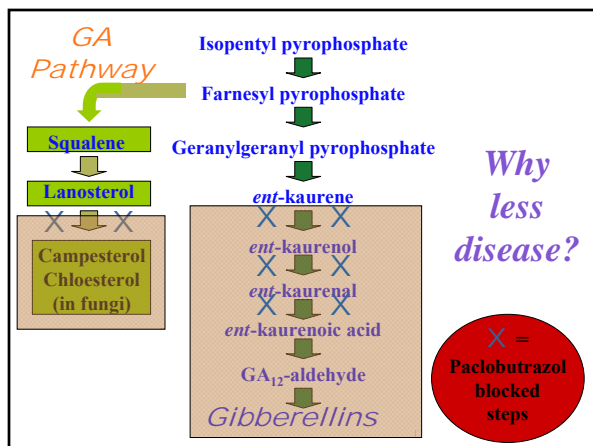 GA
Pathway
Isopentyl pyrophosphate
Farnesyl pyrophosphate
Squalene
Geranylgeranyl pyrophosphate
Lanosterol
ent-kaurene
X X
X X
Campesterol
Chloesterol
(in fungi)
ent-kaurenol
X X
ent-kaurenal
X X
ent-kaurenoic acid
GA12-aldehyde
Gibberellins
Why
less
disease?
X =
Paclobutrazol
blocked
steps